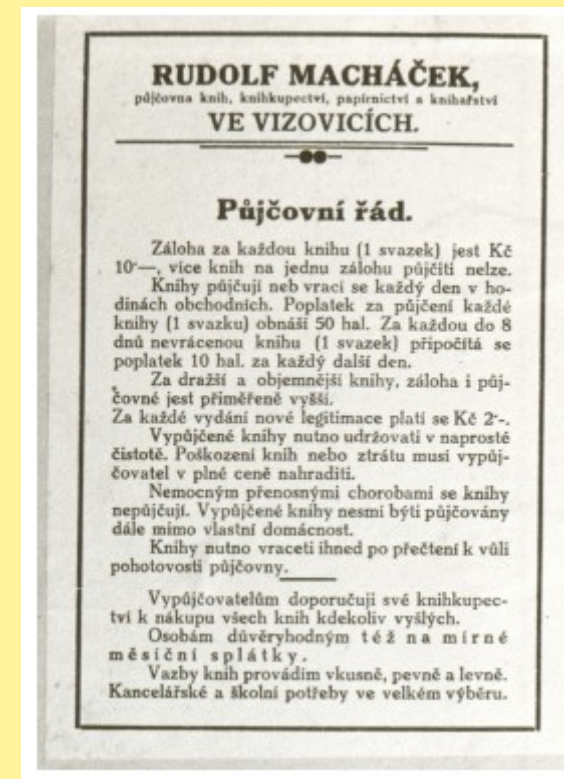 RUDOLF MACHÁČEK,
půjčovna knih, knihkupectví, papírnictví a knihařství
VE VIZOVICÍCH.
Půjčovní řád.
Záloha za každou knihu (1 svazek) jest Kč
10·—, více knih na jednu zálohu půjčiti nelze.
Knihy půjčují neb vrací se každý den v ho-
dinách obchodních. Poplatek za půjčení každé
knihy (1 svazku) obnáší 50 hal. Za každou do 8
dnů nevrácenou knihu (1 svazek) připočítá se
poplatek 10 hal. za každý další den.
Za dražší a objemnější knihy, záloha i půj-
čovné jest přiměřeně vyšší.
Za každé vydání nové legitimace platí se Kč 2·-.
Vypůjčené knihy nutno udržovati v naprosté
čistotě. Poškození knih nebo ztrátu musí vypůj-
čovatel v plné ceně nahraditi.
Nemocným přenosnými chorobami se knihy
nepůjčují. Vypůjčené knihy nesmí býti půjčovány
dále mimo vlastní domácnost.
Knihy nutno vraceti ihned po přečtení k vůli
pohotovosti půjčovny.
Vypůjčovatelům doporučuji své knihkupec-
tví k nákupu všech knih kdekoliv vyšlých.
Osobám důvěryhodným též na mírné
měsíční splátky.
Vazby knih provádím vkusně, pevně a levně.
Kancelářské a školní potřeby ve velkém výběru.